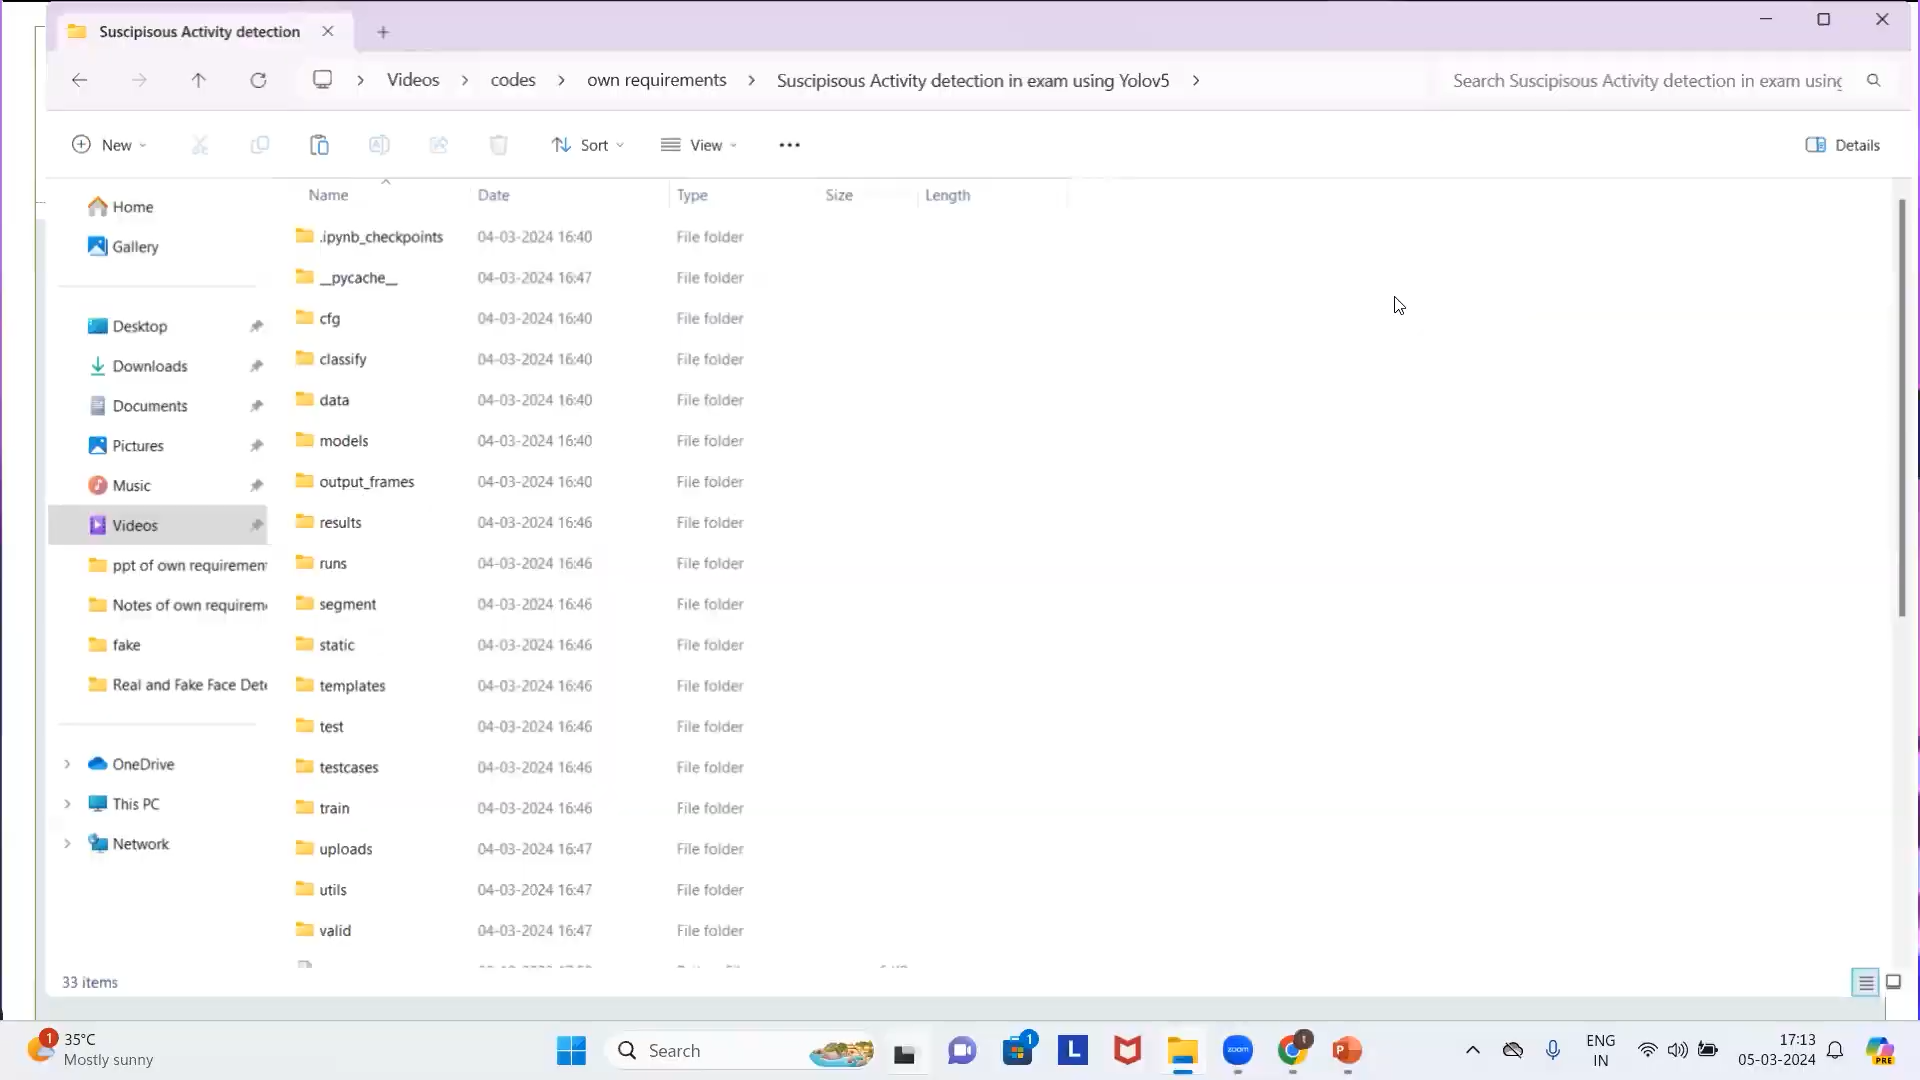 Suscipisous Activity detection
Videos > codes > own requirements > Suscipisous Activity detection in exam using Yolov5 >
Search Suscipisous Activity detection in exam using
New Sort View Details
Name Date Type Size Length
Home
Gallery
Desktop
Downloads
Documents
Pictures
Music
Videos
ppt of own requirement
Notes of own requirem
fake
Real and Fake Face Dete
OneDrive
This PC
Network
.ipynb_checkpoints 04-03-2024 16:40 File folder
__pycache__ 04-03-2024 16:47 File folder
cfg 04-03-2024 16:40 File folder
classify 04-03-2024 16:40 File folder
data 04-03-2024 16:40 File folder
models 04-03-2024 16:40 File folder
output_frames 04-03-2024 16:40 File folder
results 04-03-2024 16:46 File folder
runs 04-03-2024 16:46 File folder
segment 04-03-2024 16:46 File folder
static 04-03-2024 16:46 File folder
templates 04-03-2024 16:46 File folder
test 04-03-2024 16:46 File folder
testcases 04-03-2024 16:46 File folder
train 04-03-2024 16:46 File folder
uploads 04-03-2024 16:47 File folder
utils 04-03-2024 16:47 File folder
valid 04-03-2024 16:47 File folder
33 items
1 35°C
Mostly sunny
Search
1
L
zoom
t
P
ENG
IN
17:13
05-03-2024
PRE